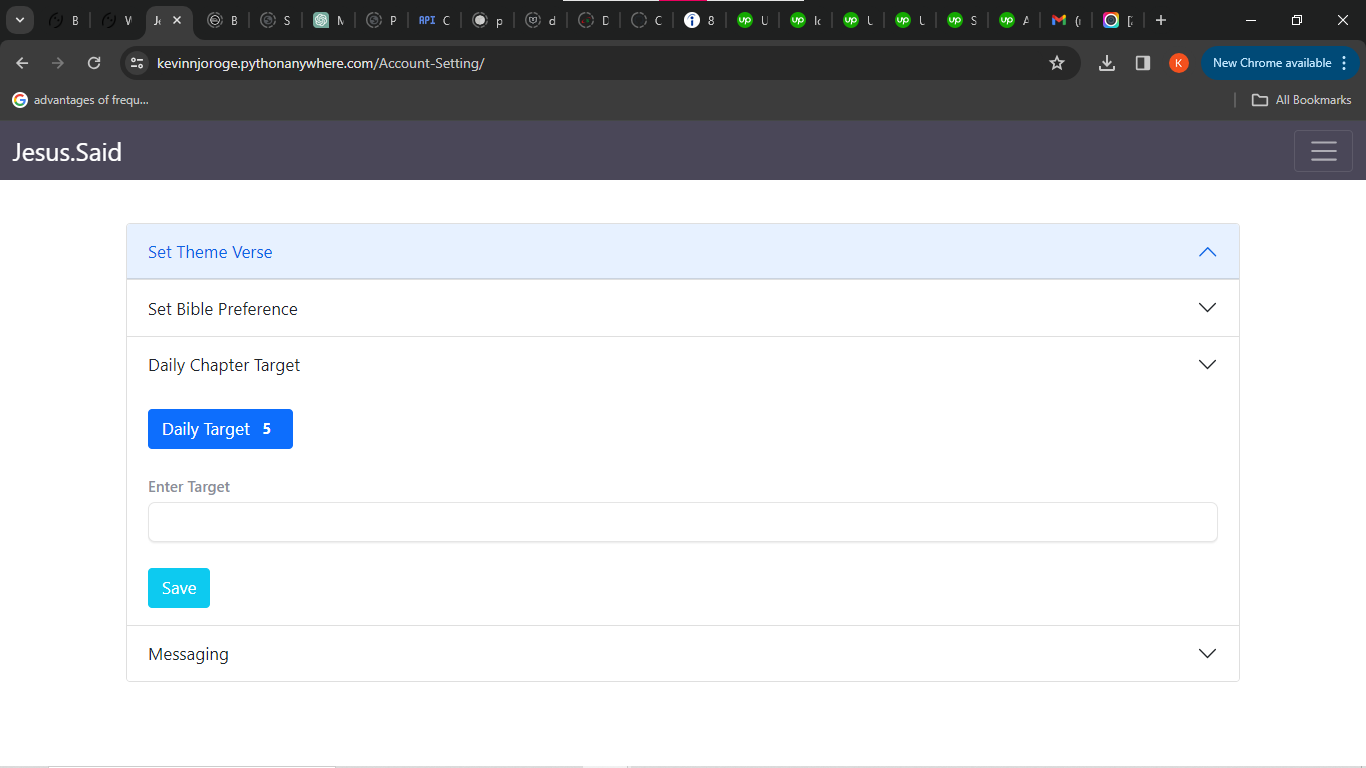 B
V
Je
B
S
M
P
API C
p
d
D
C
8
U
Ic
U
U
S
A
(
kevinnjoroge.pythonanywhere.com/Account-Setting/
K
New Chrome available
advantages of frequ...
All Bookmarks
Jesus.Said
Set Theme Verse
Set Bible Preference
Daily Chapter Target
Daily Target 5
Enter Target
Save
Messaging